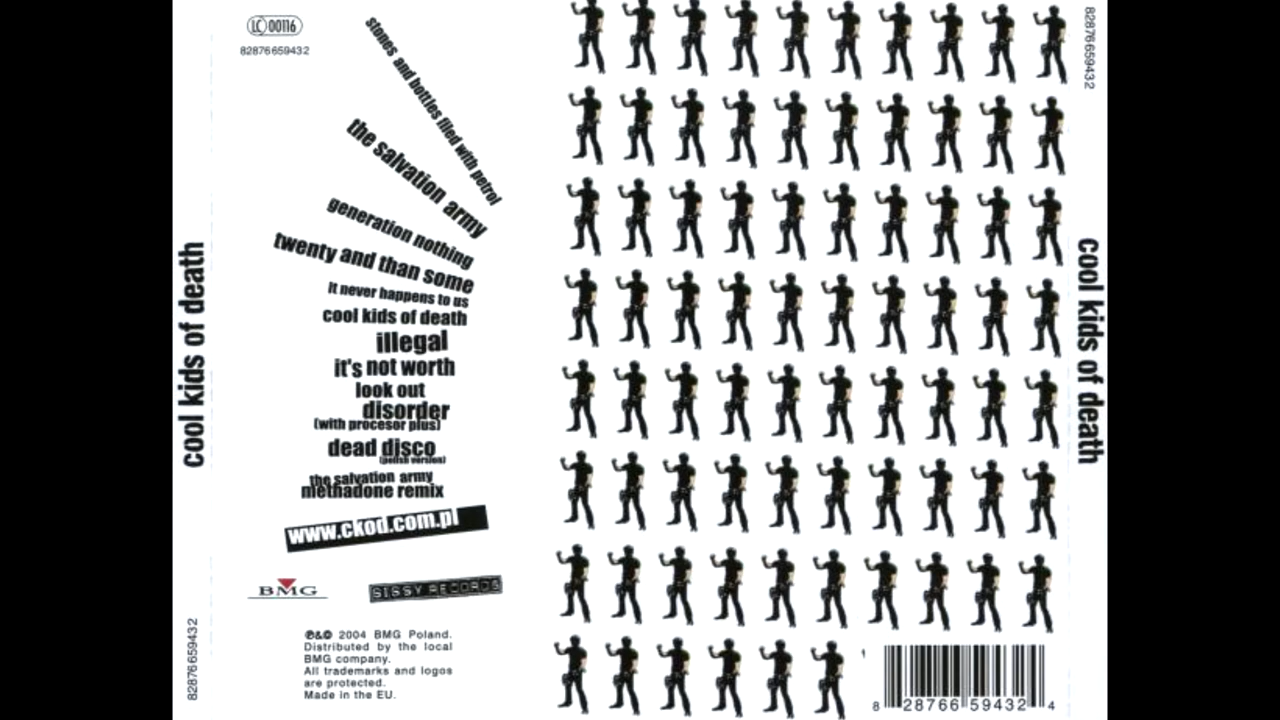 LC 00116
82876659432
stones and bottles filed with petrol
the salvation army
generation nothing
twenty and than some
it never happens to us
cool kids of death
illegal
it's not worth
look out
disorder
(with procesor plus)
dead disco
(polish version)
the salvation army
methadone remix
www.ckod.com.pl
BMG
SISSY RECORDS
℗&© 2004 BMG Poland.
Distributed by the local
BMG company.
All trademarks and logos
are protected.
Made in the EU.
cool kids of death
82876659432
82876659432
cool kids of death
8 28766 59432 4